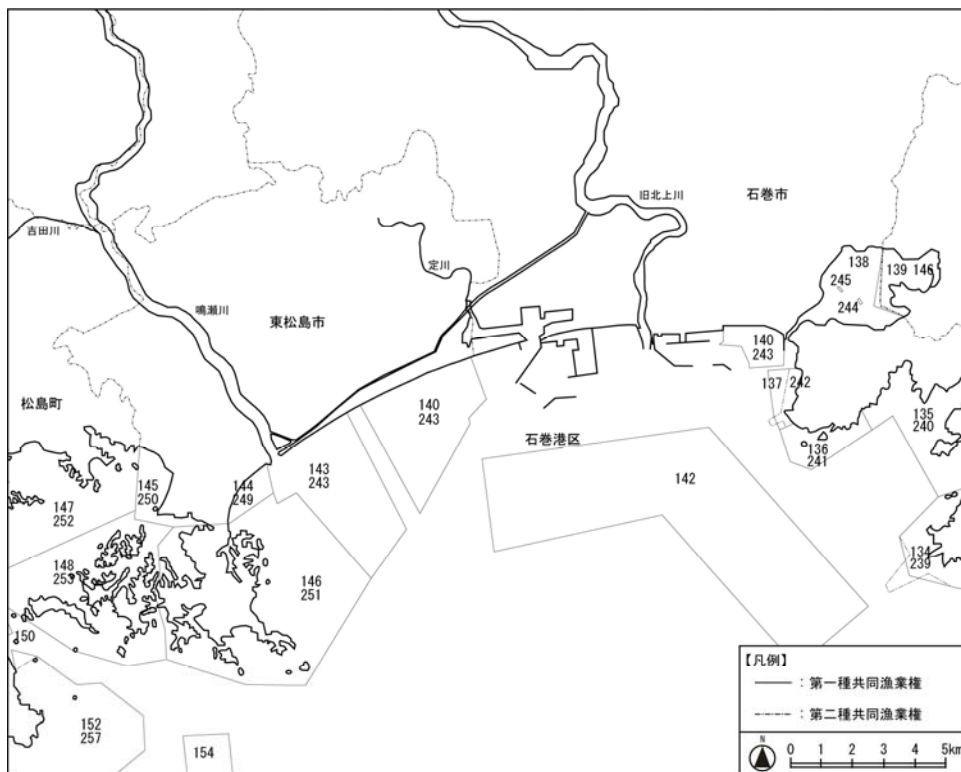 石巻市
旧北上川
吉田川
定川
138
139
146
245
244
鳴瀬川
東松島市
140
243
137
242
松島町
140
243
135
240
石巻港区
136
241
143
243
142
145
250
144
249
147
252
134
239
148
253
146
251
150
152
257
154
【凡例】
:第一種共同漁業権
:第二種共同漁業権
N
0 1 2 3 4 5km